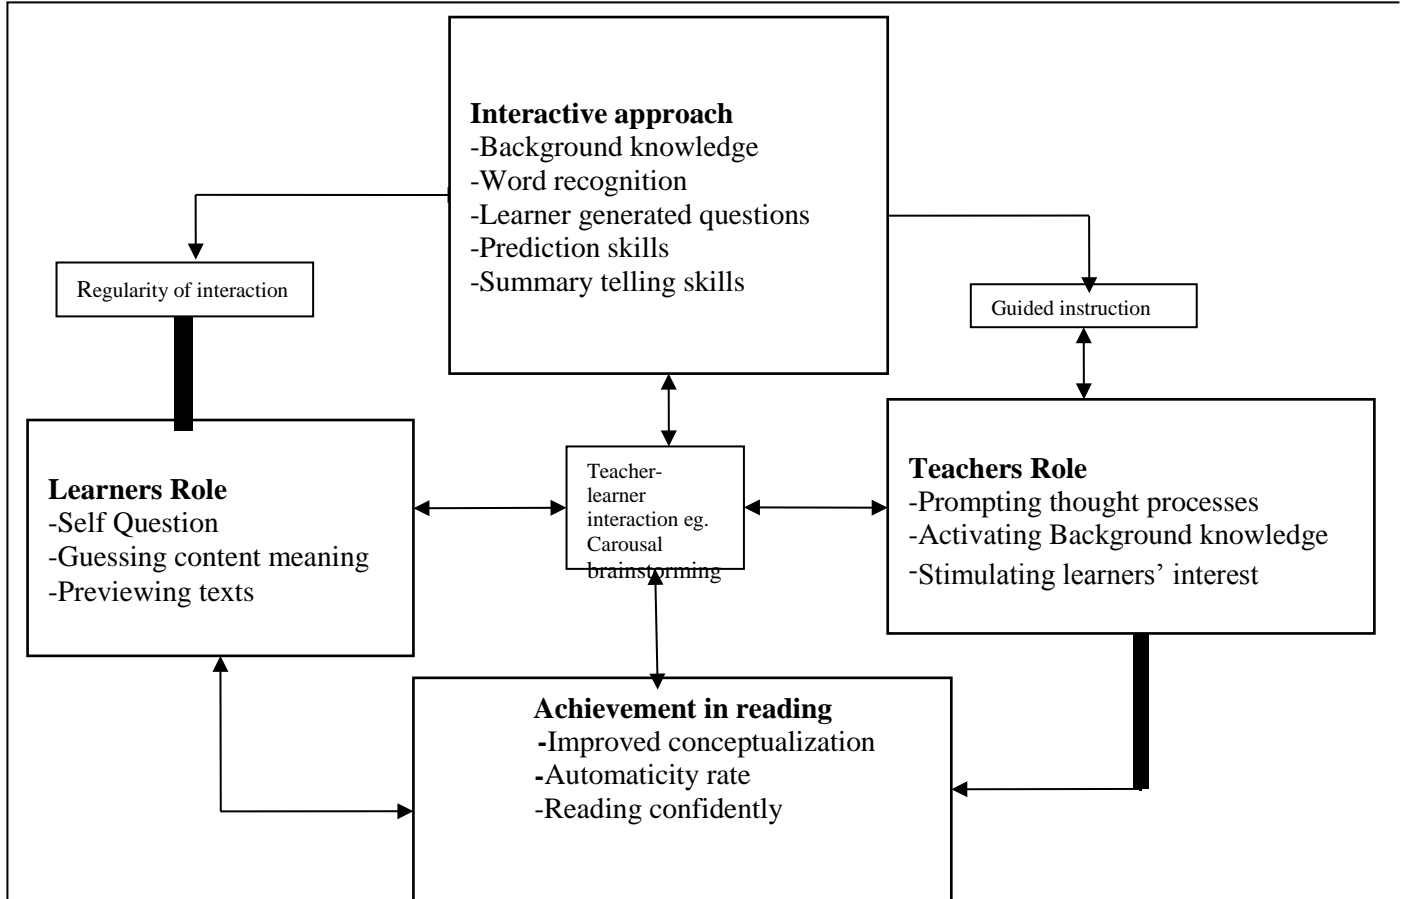 Interactive approach
-Background knowledge
-Word recognition
-Learner generated questions
-Prediction skills
-Summary telling skills
Regularity of interaction
Guided instruction
Learners Role
-Self Question
-Guessing content meaning
-Previewing texts
Teacher-
learner
interaction eg.
Carousal
brainstorming
Teachers Role
-Prompting thought processes
-Activating Background knowledge
-Stimulating learners’ interest
Achievement in reading
-Improved conceptualization
-Automaticity rate
-Reading confidently